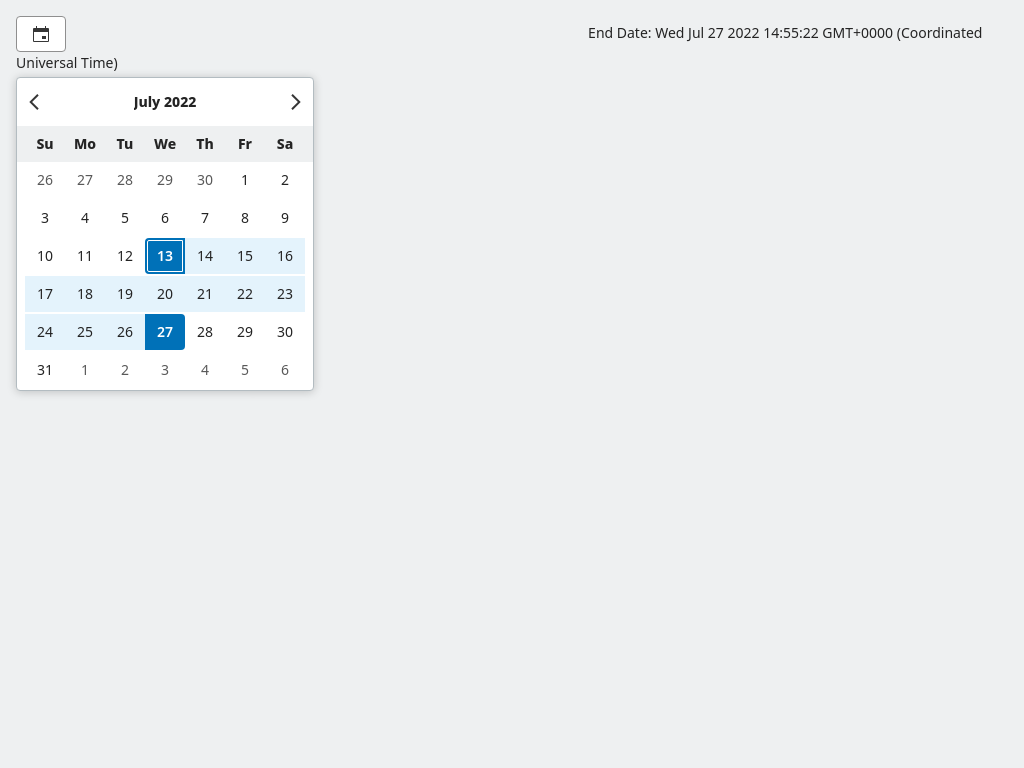 End Date: Wed Jul 27 2022 14:55:22 GMT+0000 (Coordinated
Universal Time)
July 2022
Su Mo Tu We Th Fr Sa
26 27 28 29 30 1 2
3 4 5 6 7 8 9
10 11 12 13 14 15 16
17 18 19 20 21 22 23
24 25 26 27 28 29 30
31 1 2 3 4 5 6